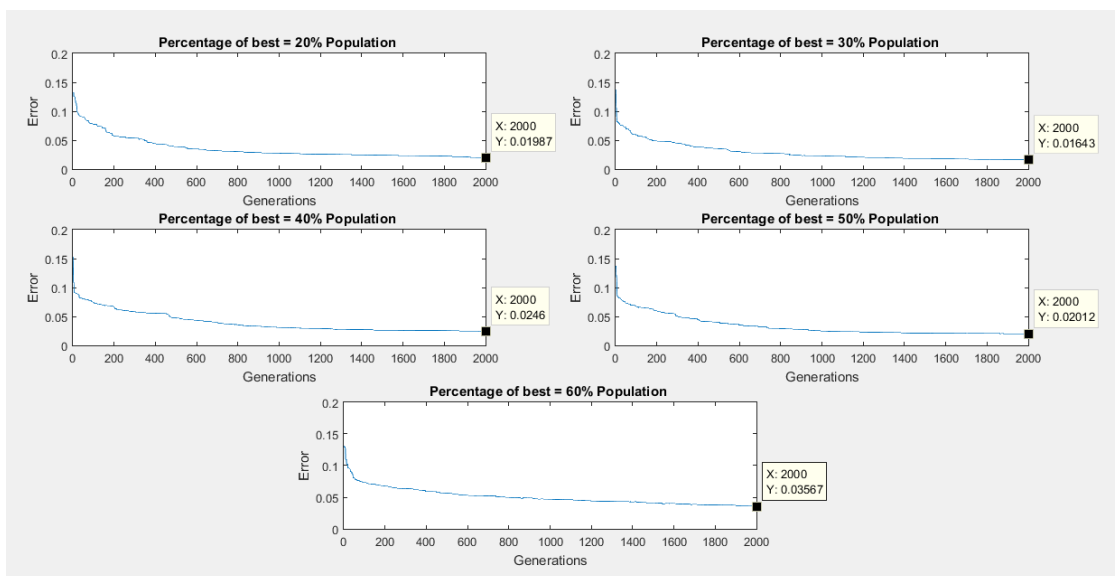 Percentage of best = 20% Population
Error
0.2
0.15
0.1
0.05
0
0 200 400 600 800 1000 1200 1400 1600 1800 2000
Generations
X: 2000
Y: 0.01987
Percentage of best = 30% Population
Error
0.2
0.15
0.1
0.05
0
0 200 400 600 800 1000 1200 1400 1600 1800 2000
Generations
X: 2000
Y: 0.01643
Percentage of best = 40% Population
Error
0.2
0.15
0.1
0.05
0
0 200 400 600 800 1000 1200 1400 1600 1800 2000
Generations
X: 2000
Y: 0.0246
Percentage of best = 50% Population
Error
0.2
0.15
0.1
0.05
0
0 200 400 600 800 1000 1200 1400 1600 1800 2000
Generations
X: 2000
Y: 0.02012
Percentage of best = 60% Population
Error
0.2
0.15
0.1
0.05
0
0 200 400 600 800 1000 1200 1400 1600 1800 2000
Generations
X: 2000
Y: 0.03567